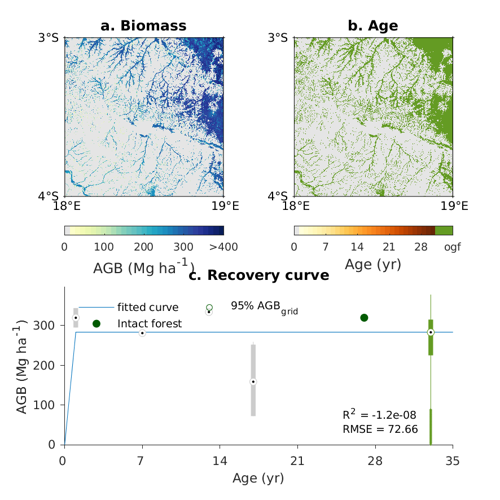 a. Biomass
b. Age
3°S
4°S
18°E
19°E
3°S
4°S
18°E
19°E
0 100 200 300 >400
AGB (Mg ha⁻¹)
0 7 14 21 28 ogf
Age (yr)
c. Recovery curve
fitted curve
95% AGB_grid
Intact forest
AGB (Mg ha⁻¹)
300
200
100
0
R² = -1.2e-08
RMSE = 72.66
0 7 14 21 28 35
Age (yr)